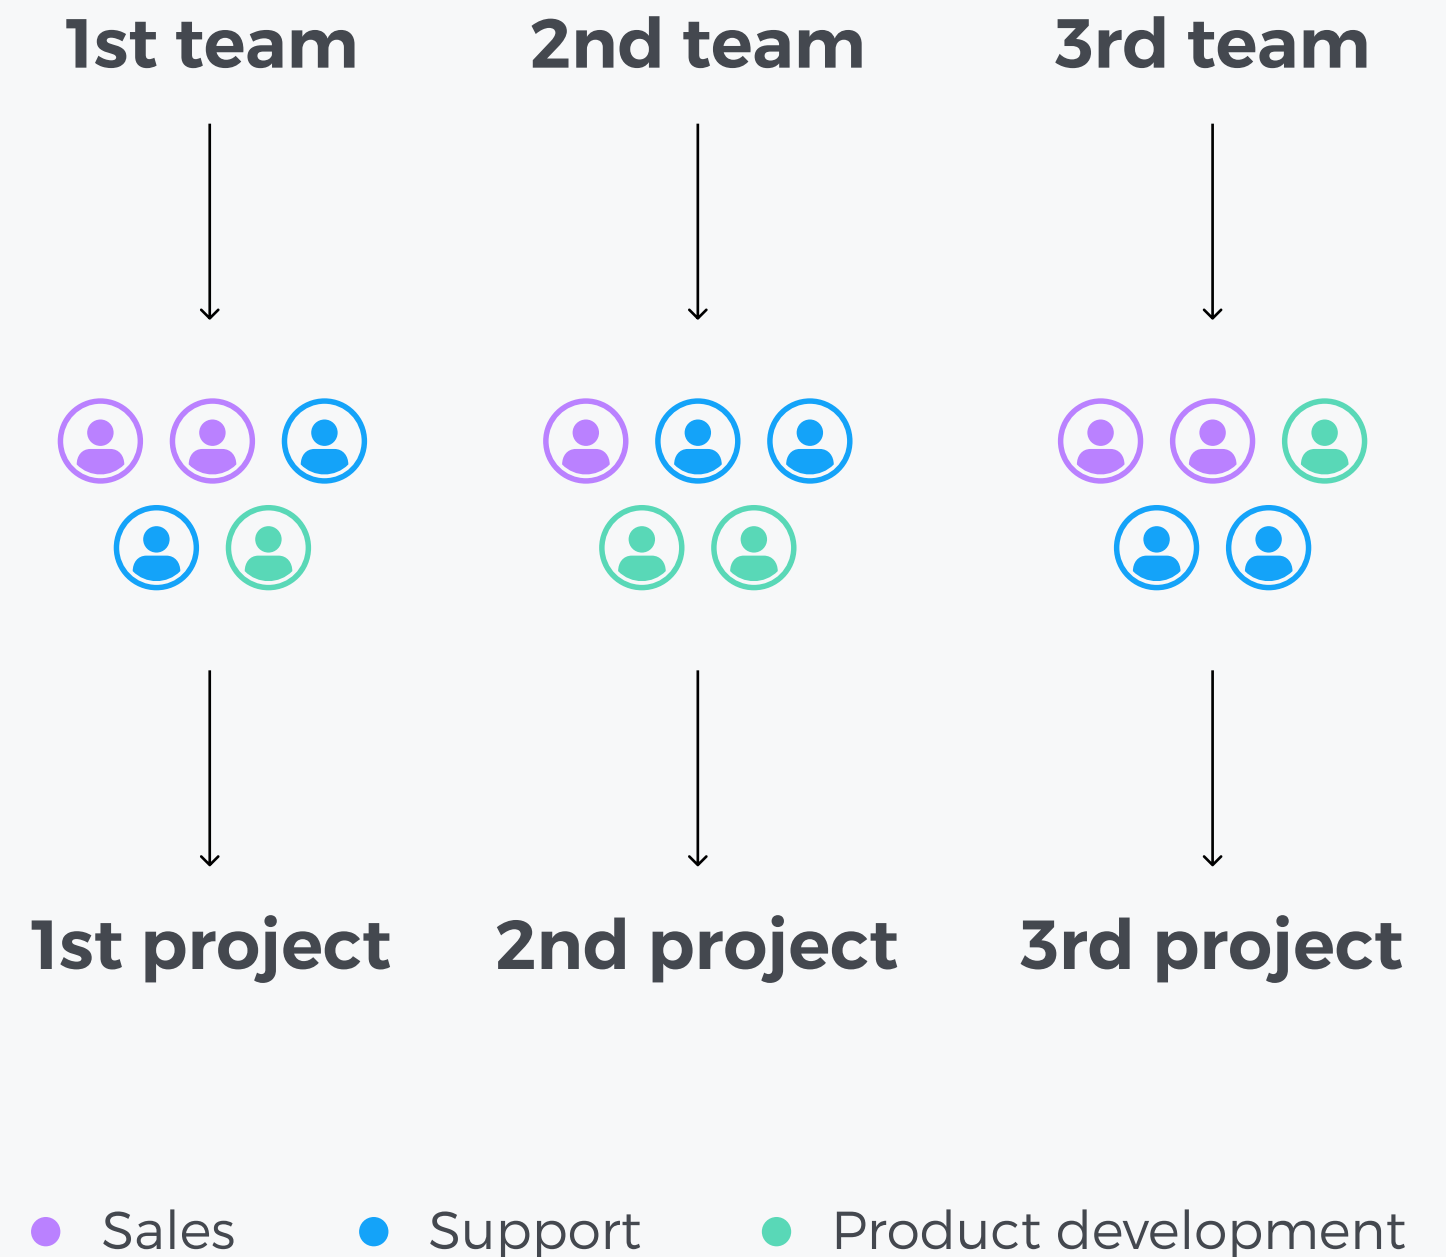 1st team
2nd team
3rd team
1st project
2nd project
3rd project
Sales
Support
Product development